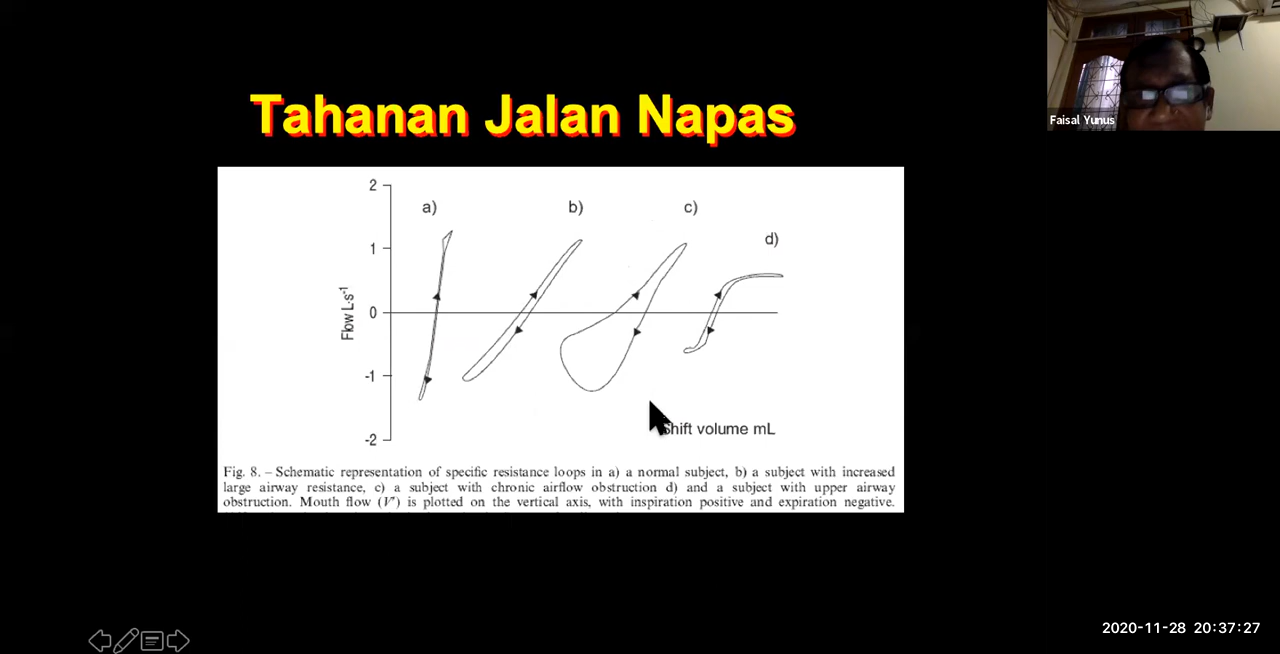 Tahanan Jalan Napas
Faisal Yunus
2
a)
b)
c)
d)
1
0
-1
-2
Flow L·s-1
shift volume mL
Fig. 8. – Schematic representation of specific resistance loops in a) a normal subject, b) a subject with increased
large airway resistance, c) a subject with chronic airflow obstruction d) and a subject with upper airway
obstruction. Mouth flow (V') is plotted on the vertical axis, with inspiration positive and expiration negative.
2020-11-28 20:37:27